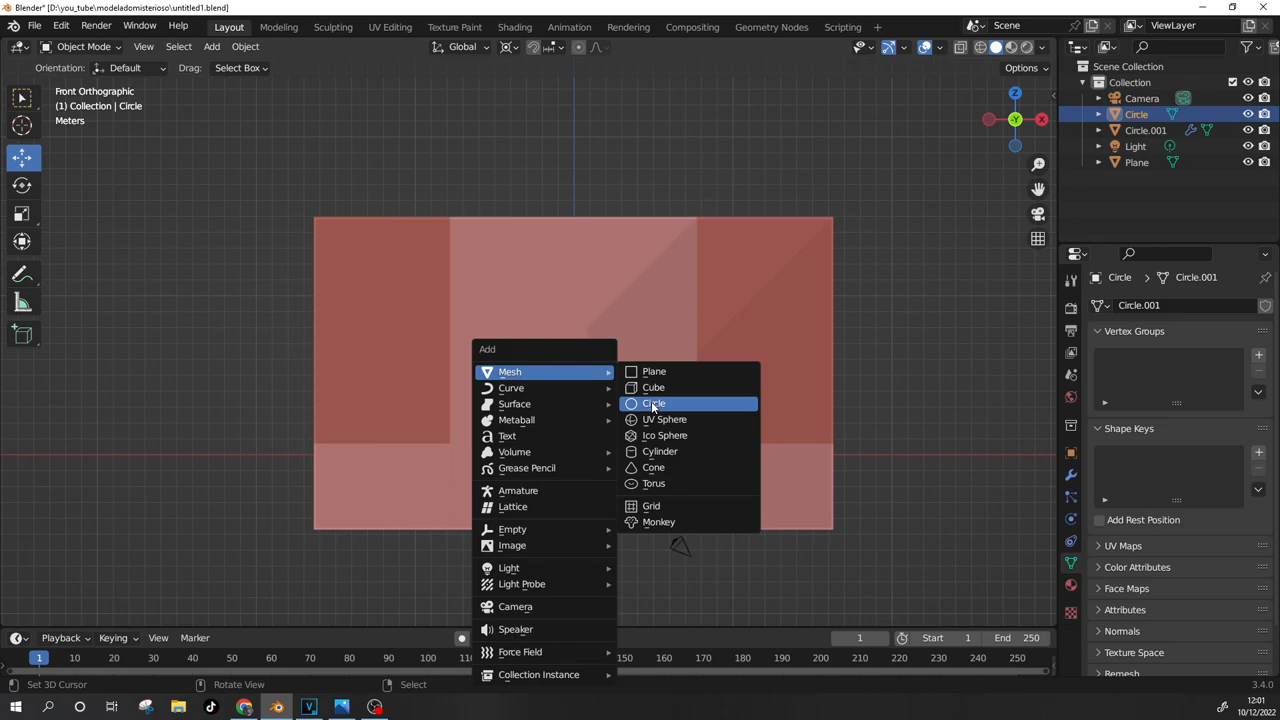 Blender* [D:\you_tube\modeladomisterioso\untitled1.blend]
File Edit Render Window Help Layout Modeling Sculpting UV Editing Texture Paint Shading Animation Rendering Compositing Geometry Nodes Scripting + Scene ViewLayer
Object Mode View Select Add Object Global
Orientation: Default Drag: Select Box Options
Front Orthographic
(1) Collection | Circle
Meters
Z
-Y
X
Scene Collection
Collection
Camera
Circle
Circle.001
Light
Plane
Circle > Circle.001
Circle.001
Vertex Groups
Shape Keys
Add Rest Position
UV Maps
Color Attributes
Face Maps
Attributes
Normals
Texture Space
Remesh
Add
Mesh
Curve
Surface
Metaball
Text
Volume
Grease Pencil
Armature
Lattice
Empty
Image
Light
Light Probe
Camera
Speaker
Force Field
Collection Instance
Plane
Cube
Circle
UV Sphere
Ico Sphere
Cylinder
Cone
Torus
Grid
Monkey
Playback Keying View Marker 1 Start 1 End 250
1 10 20 30 40 50 60 70 80 90 100 150 160 170 180 190 200 210 220 230 240 250
Set 3D Cursor Rotate View Select 3.4.0
12:01
10/12/2022